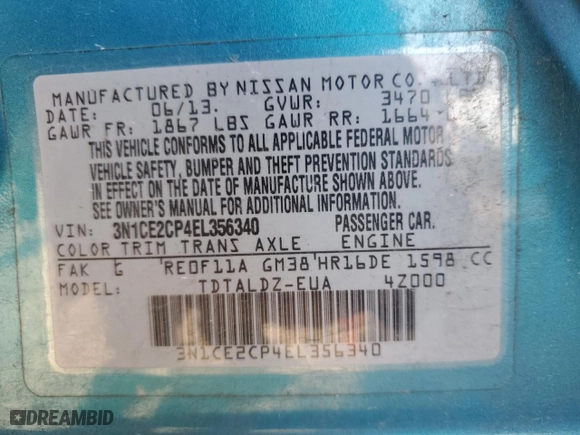 MANUFACTURED BY NISSAN MOTOR CO., LTD
DATE: 06/13. GVWR: 3470
GAWR FR: 1867 LBS GAWR RR: 1664
THIS VEHICLE CONFORMS TO ALL APPLICABLE FEDERAL MOTOR
VEHICLE SAFETY, BUMPER AND THEFT PREVENTION STANDARDS
IN EFFECT ON THE DATE OF MANUFACTURE SHOWN ABOVE.
SEE OWNER'S MANUAL FOR ADDITIONAL INFORMATION.
VIN: 3N1CE2CP4EL356340 PASSENGER CAR.
COLOR TRIM TRANS AXLE ENGINE
FAK G RE0F11A GM38 HR16DE 1598 CC
MODEL: TDTALDZ-EUA 4Z000
3N1CE2CP4EL356340
DREAMBID